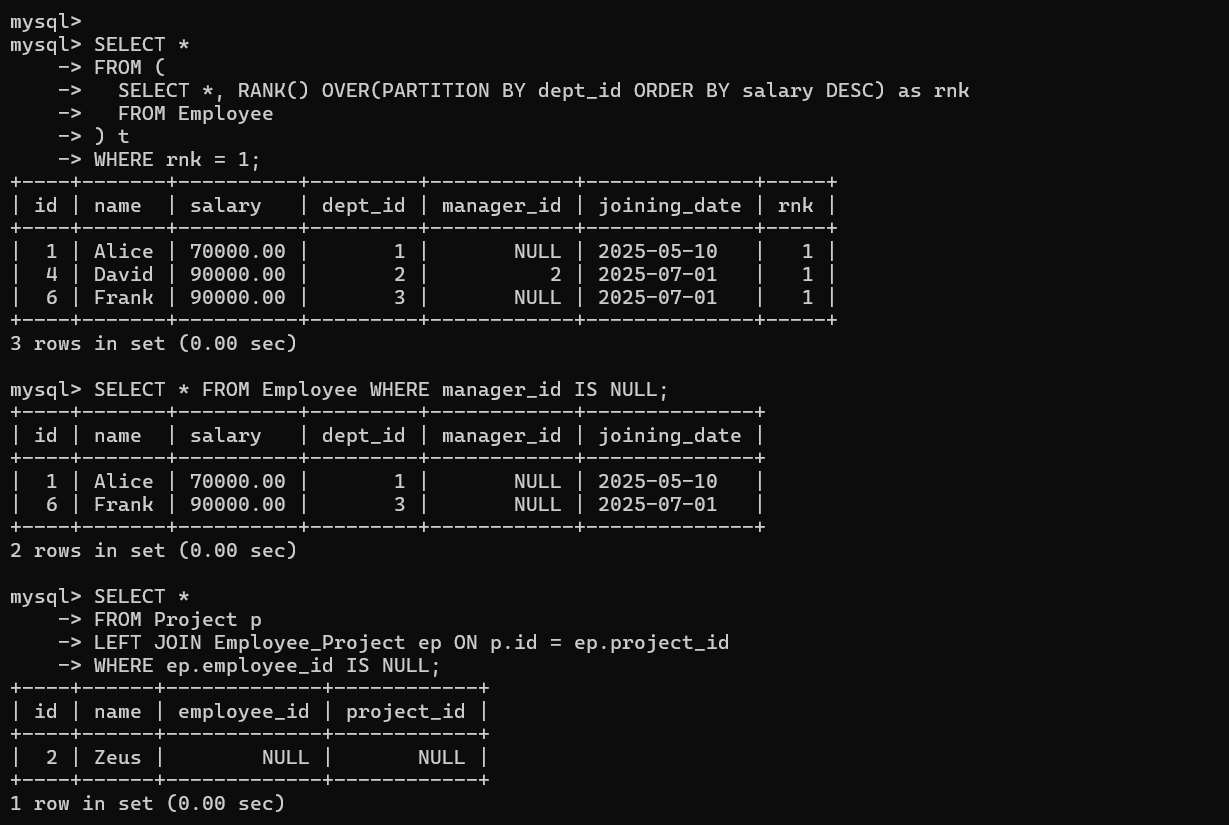 mysql>
mysql> SELECT *
    -> FROM (
    ->   SELECT *, RANK() OVER(PARTITION BY dept_id ORDER BY salary DESC) as rnk
    ->   FROM Employee
    -> ) t
    -> WHERE rnk = 1;
+----+-------+----------+---------+------------+--------------+-----+
| id | name  | salary   | dept_id | manager_id | joining_date | rnk |
+----+-------+----------+---------+------------+--------------+-----+
|  1 | Alice | 70000.00 |       1 |       NULL | 2025-05-10   |   1 |
|  4 | David | 90000.00 |       2 |          2 | 2025-07-01   |   1 |
|  6 | Frank | 90000.00 |       3 |       NULL | 2025-07-01   |   1 |
+----+-------+----------+---------+------------+--------------+-----+
3 rows in set (0.00 sec)

mysql> SELECT * FROM Employee WHERE manager_id IS NULL;
+----+-------+----------+---------+------------+--------------+
| id | name  | salary   | dept_id | manager_id | joining_date |
+----+-------+----------+---------+------------+--------------+
|  1 | Alice | 70000.00 |       1 |       NULL | 2025-05-10   |
|  6 | Frank | 90000.00 |       3 |       NULL | 2025-07-01   |
+----+-------+----------+---------+------------+--------------+
2 rows in set (0.00 sec)

mysql> SELECT *
    -> FROM Project p
    -> LEFT JOIN Employee_Project ep ON p.id = ep.project_id
    -> WHERE ep.employee_id IS NULL;
+----+------+-------------+------------+
| id | name | employee_id | project_id |
+----+------+-------------+------------+
|  2 | Zeus |        NULL |       NULL |
+----+------+-------------+------------+
1 row in set (0.00 sec)